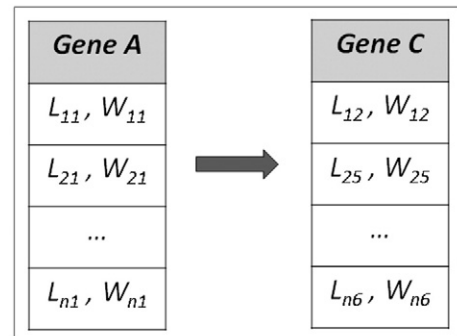 Gene A
L11, W11
L21, W21
...
Ln1, Wn1
Gene C
L12, W12
L25, W25
...
Ln6, Wn6